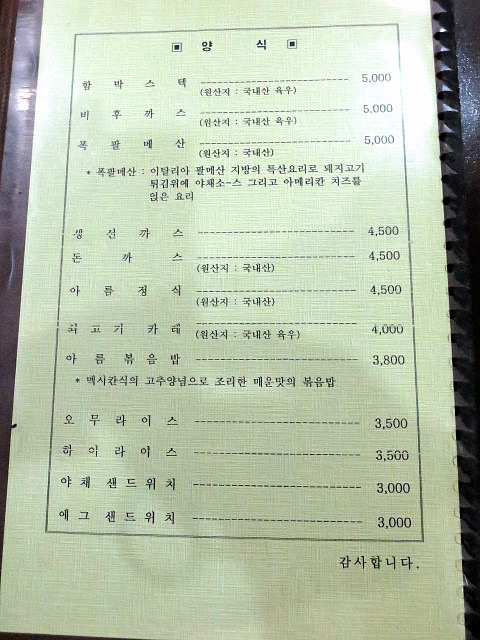 ▣ 양 식 ▣
함 박 스 텍 ---------------------- 5,000
(원산지 : 국내산 육우)
비 후 까 스 ---------------------- 5,000
(원산지 : 국내산 육우)
폭 팔 메 산 ---------------------- 5,000
(원산지 : 국내산)
* 폭팔메산 : 이탈리아 팔메산 지방의 특산요리로 돼지고기
튀김위에 야채소-스 그리고 아메리칸 치즈를
얹은 요리
생 선 까 스 ---------------------- 4,500
돈 까 스 ---------------------- 4,500
(원산지 : 국내산)
아 름 정 식 ---------------------- 4,500
(원산지 : 국내산)
쇠 고 기 카 레 ---------------------- 4,000
(원산지 : 국내산 육우)
아 름 볶 음 밥 ---------------------- 3,800
* 멕시칸식의 고추양념으로 조리한 매운맛의 볶음밥
오 무 라 이 스 ---------------------- 3,500
하 이 라 이 스 ---------------------- 3,500
야 채 샌 드 위 치 ---------------------- 3,000
에 그 샌 드 위 치 ---------------------- 3,000
감사합니다.